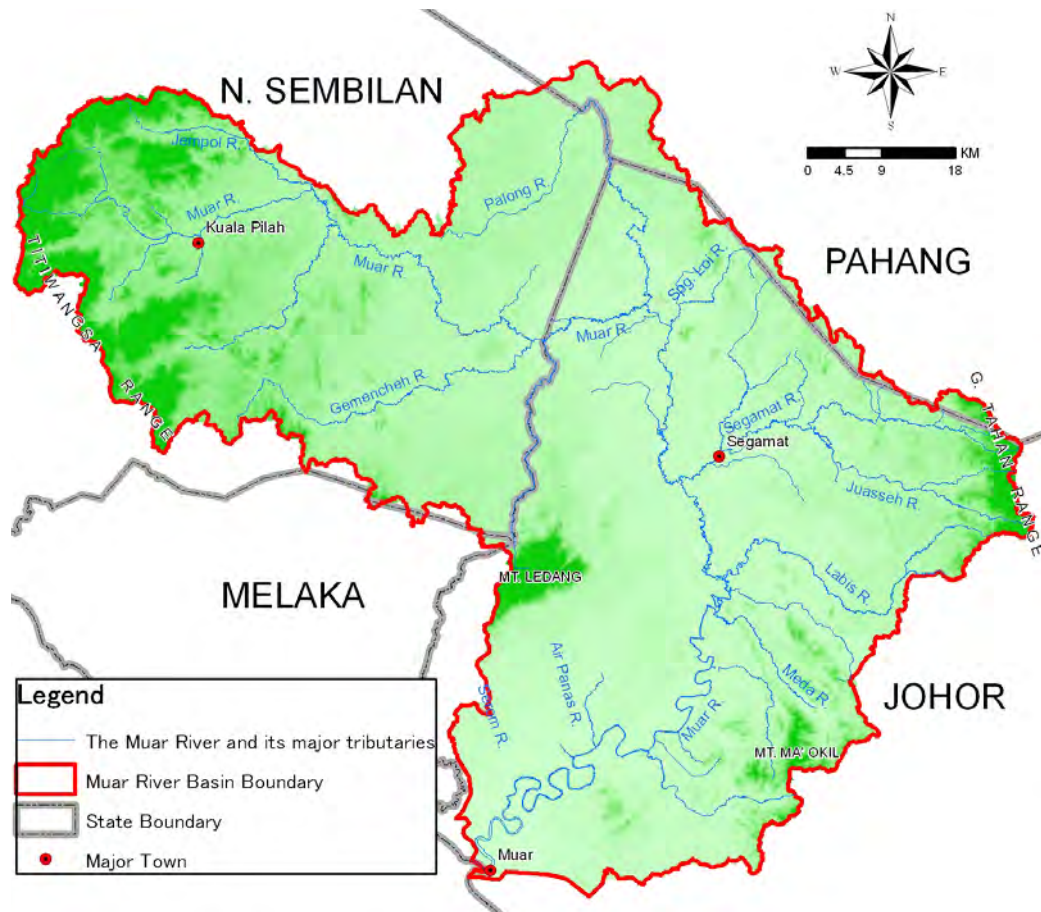 N
W
E
S
N. SEMBILAN
KM
0 4.5 9 18
Jempol R.
Palong R.
Muar R.
Kuala Pilah
PAHANG
Muar R.
Spg. Loi R.
TITIWANGSA RANGE
Muar R.
Gemencheh R.
G. TAHAN RANGE
Segamat R.
Segamat
Juasseh R.
MT. LEDANG
MELAKA
Labis R.
Air Panas R.
Meda R.
JOHOR
Muar R.
MT. MA' OKIL
Legend
The Muar River and its major tributaries
Muar River Basin Boundary
State Boundary
Major Town
Muar